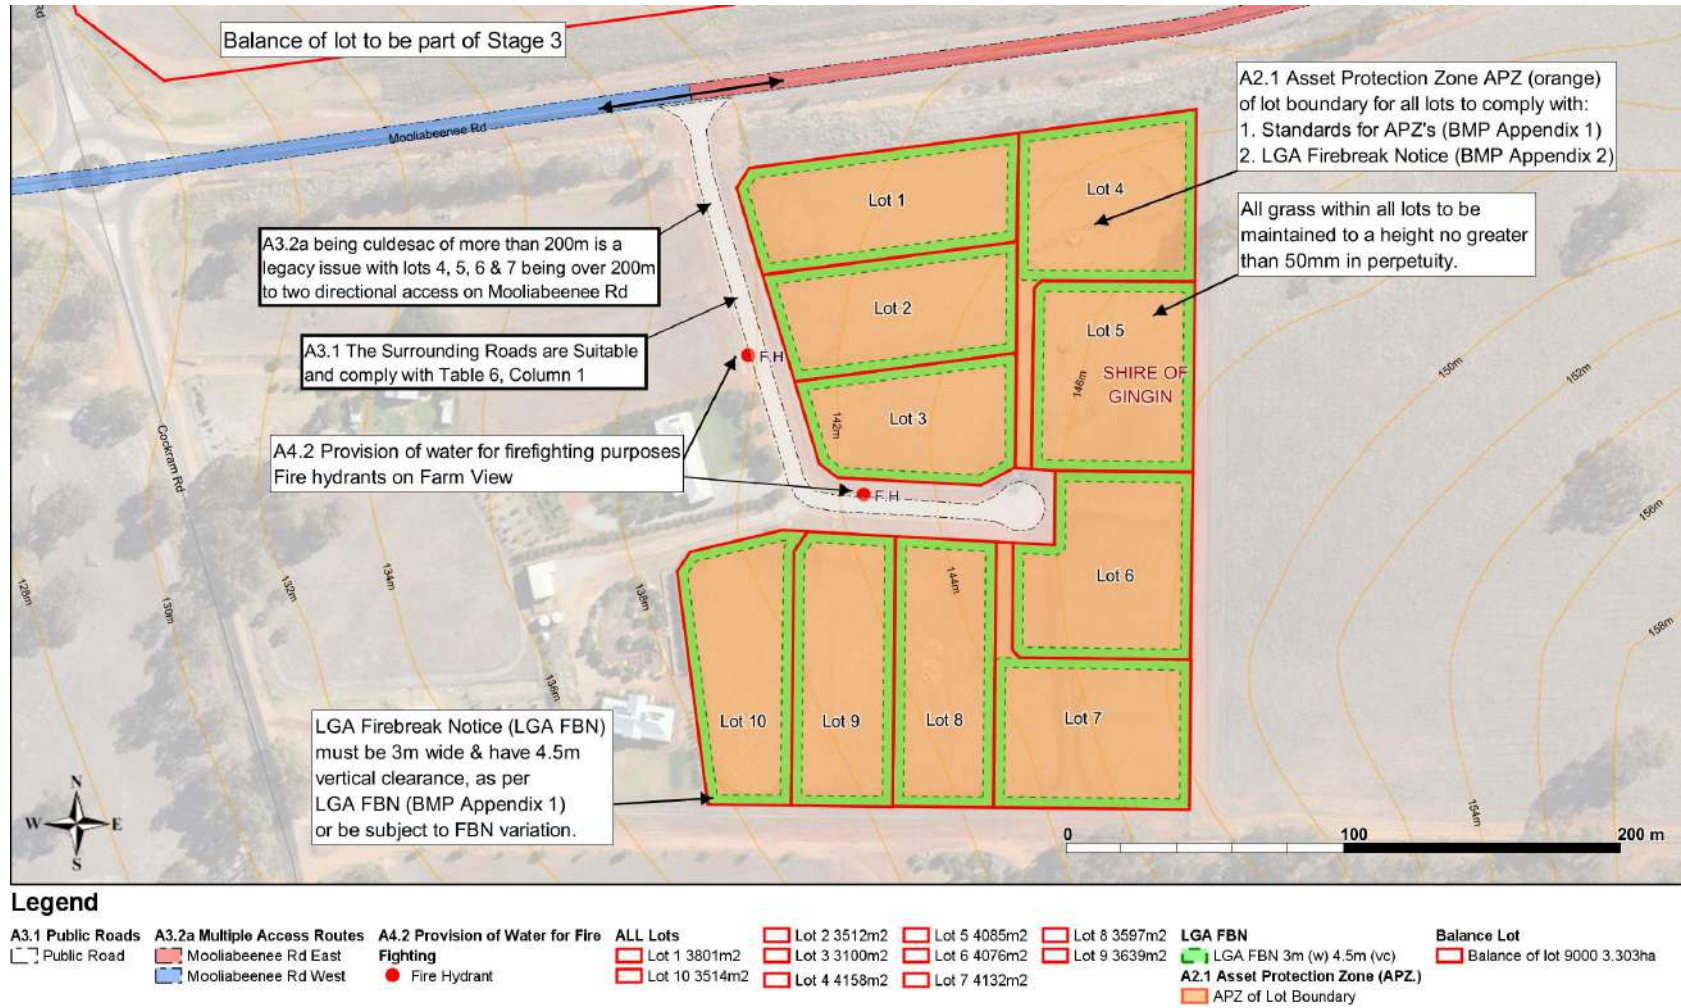 Rd
Balance of lot to be part of Stage 3
Mooliabeenee Rd
A2.1 Asset Protection Zone APZ (orange)
of lot boundary for all lots to comply with:
1. Standards for APZ's (BMP Appendix 1)
2. LGA Firebreak Notice (BMP Appendix 2)
All grass within all lots to be
maintained to a height no greater
than 50mm in perpetuity.
A3.2a being culdesac of more than 200m is a
legacy issue with lots 4, 5, 6 & 7 being over 200m
to two directional access on Mooliabeenee Rd
A3.1 The Surrounding Roads are Suitable
and comply with Table 6, Column 1
A4.2 Provision of water for firefighting purposes
Fire hydrants on Farm View
F.H
F.H
Lot 1
Lot 4
Lot 2
Lot 5
SHIRE OF
GINGIN
Lot 3
Lot 6
Lot 10
Lot 9
Lot 8
Lot 7
Cockram Rd
128m
130m
132m
134m
136m
138m
142m
144m
146m
150m
152m
154m
156m
158m
LGA Firebreak Notice (LGA FBN)
must be 3m wide & have 4.5m
vertical clearance, as per
LGA FBN (BMP Appendix 1)
or be subject to FBN variation.
N
W E
S
0 100 200 m
Legend
A3.1 Public Roads
Public Road
A3.2a Multiple Access Routes
Mooliabeenee Rd East
Mooliabeenee Rd West
A4.2 Provision of Water for Fire
Fighting
Fire Hydrant
ALL Lots
Lot 1 3801m2
Lot 10 3514m2
Lot 2 3512m2
Lot 3 3100m2
Lot 4 4158m2
Lot 5 4085m2
Lot 6 4076m2
Lot 7 4132m2
Lot 8 3597m2
Lot 9 3639m2
LGA FBN
LGA FBN 3m (w) 4.5m (vc)
A2.1 Asset Protection Zone (APZ.)
APZ of Lot Boundary
Balance Lot
Balance of lot 9000 3.303ha